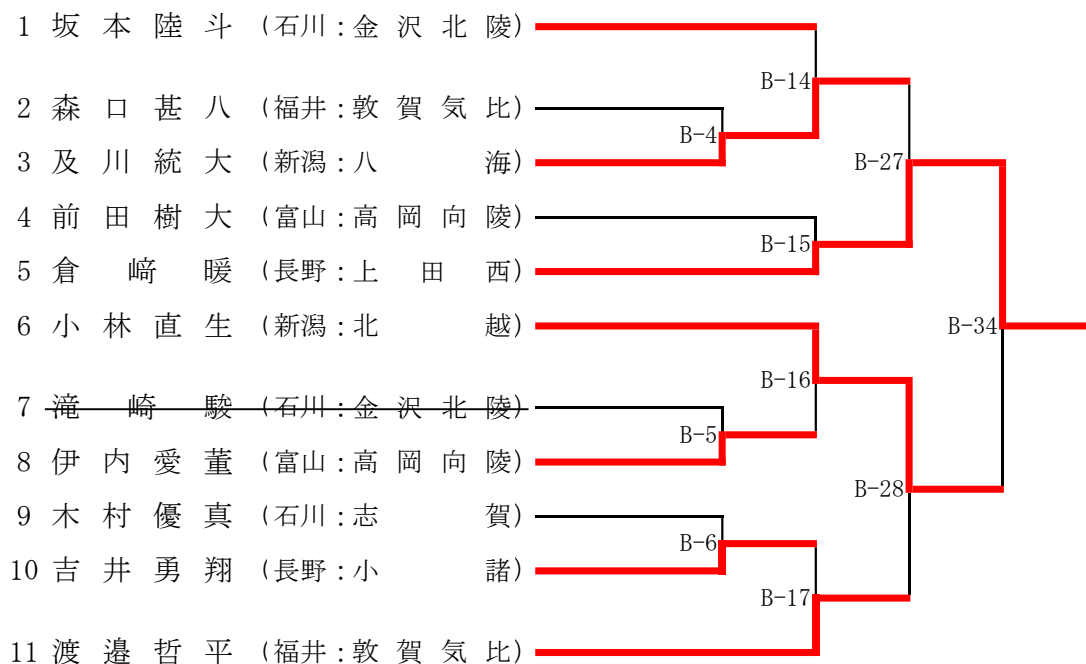 1 坂本陸斗 (石川:金沢北陵)
B-14
2 森口甚八 (福井:敦賀気比)
B-4
3 及川統大 (新潟:八海)
B-27
4 前田樹大 (富山:高岡向陵)
B-15
5 倉﨑暖 (長野:上田西)
6 小林直生 (新潟:北越)
B-34
B-16
7 滝崎駿 (石川:金沢北陵)
B-5
8 伊内愛董 (富山:高岡向陵)
B-28
9 木村優真 (石川:志賀)
B-6
10 吉井勇翔 (長野:小諸)
B-17
11 渡邉哲平 (福井:敦賀気比)